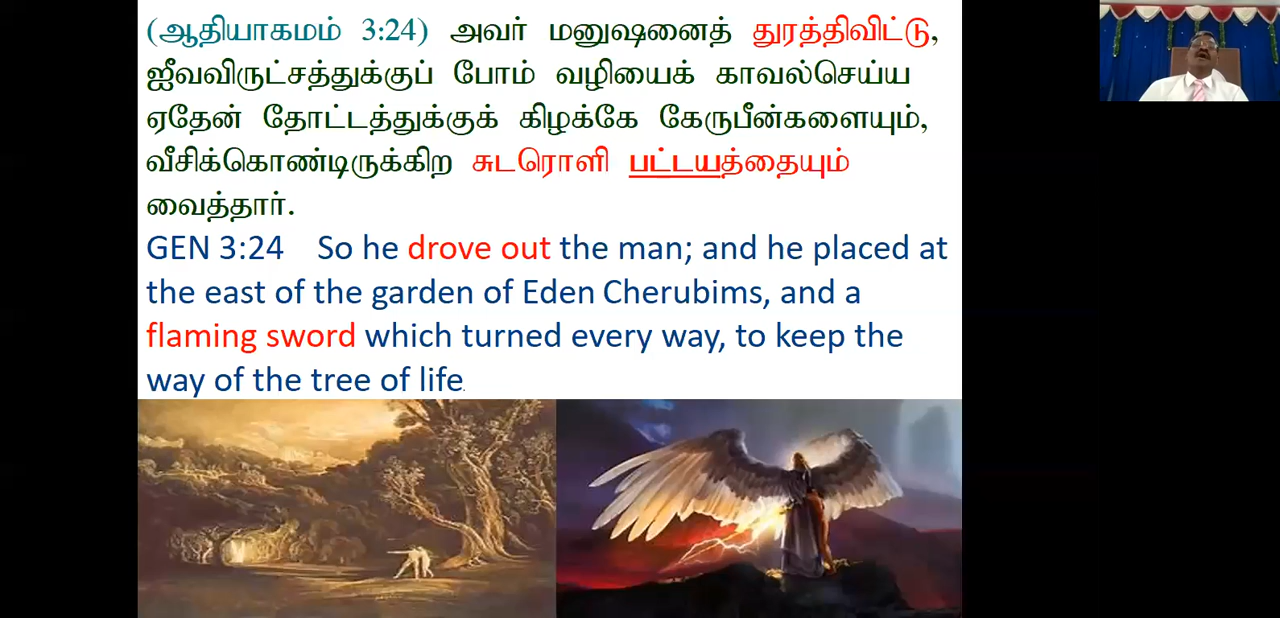 (ஆதியாகமம் 3:24) அவர் மனுஷனைத் துரத்திவிட்டு,
ஜீவவிருட்சத்துக்குப் போம் வழியைக் காவல்செய்ய
ஏதேன் தோட்டத்துக்குக் கிழக்கே கேருபீன்களையும்,
வீசிக்கொண்டிருக்கிற சுடரொளி பட்டயத்தையும்
வைத்தார்.
GEN 3:24 So he drove out the man; and he placed at
the east of the garden of Eden Cherubims, and a
flaming sword which turned every way, to keep the
way of the tree of life.